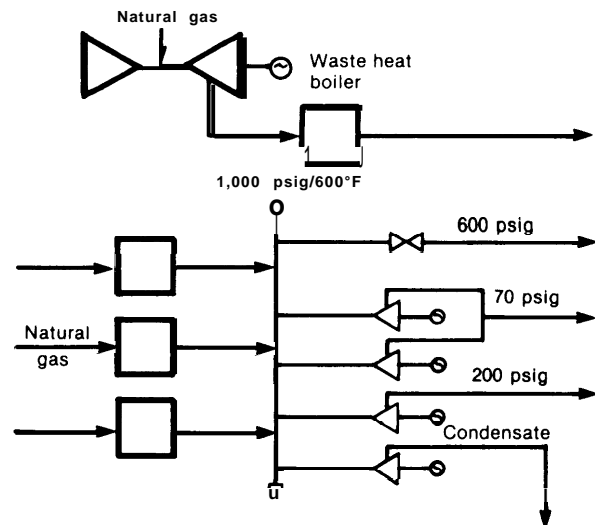 Natural gas
Waste heat
boiler
1,000 psig/600°F
O
600 psig
70 psig
Natural
gas
200 psig
Condensate
u